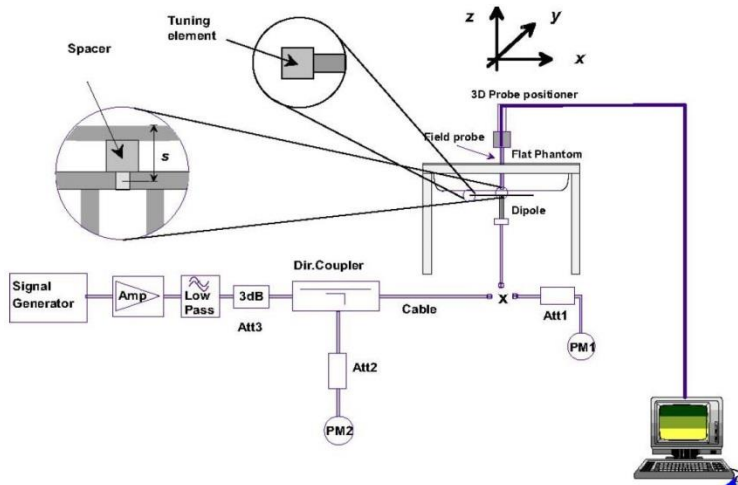 Tuning
element
Spacer
s
z
y
x
3D Probe positioner
Field probe
Flat Phantom
Dipole
Signal
Generator
Amp
Low
Pass
3dB
Att3
Dir.Coupler
Cable
x
Att1
PM1
Att2
PM2